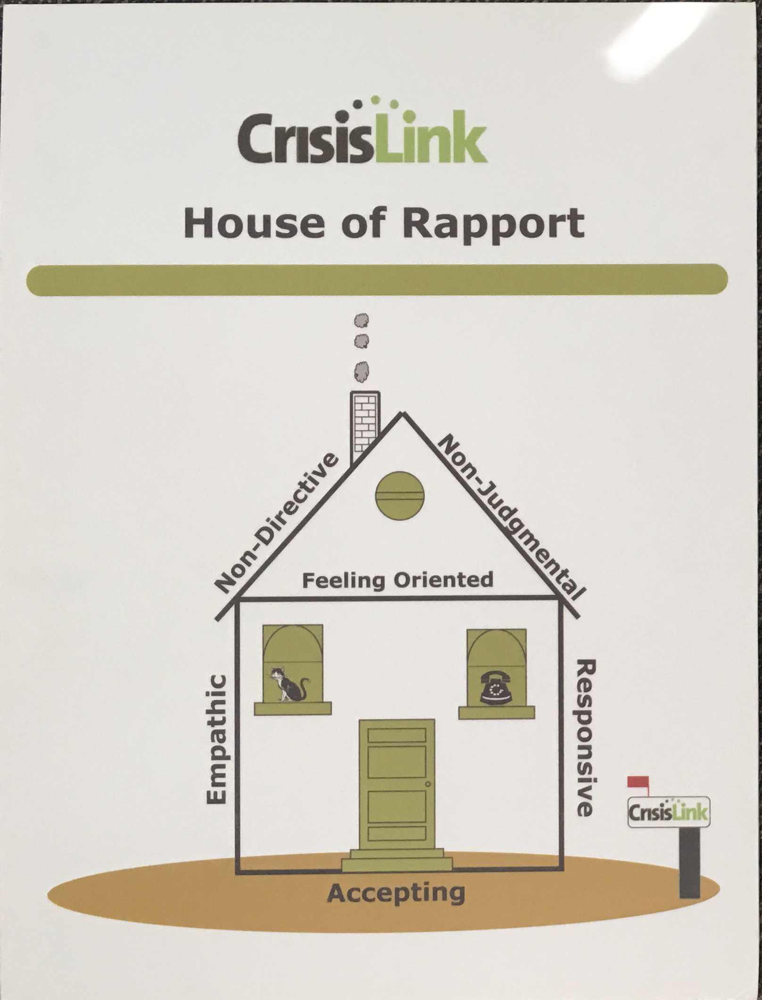 CrisisLink
House of Rapport
Non-Directive
Non-Judgmental
Feeling Oriented
Empathic
Responsive
CrisisLink
Accepting